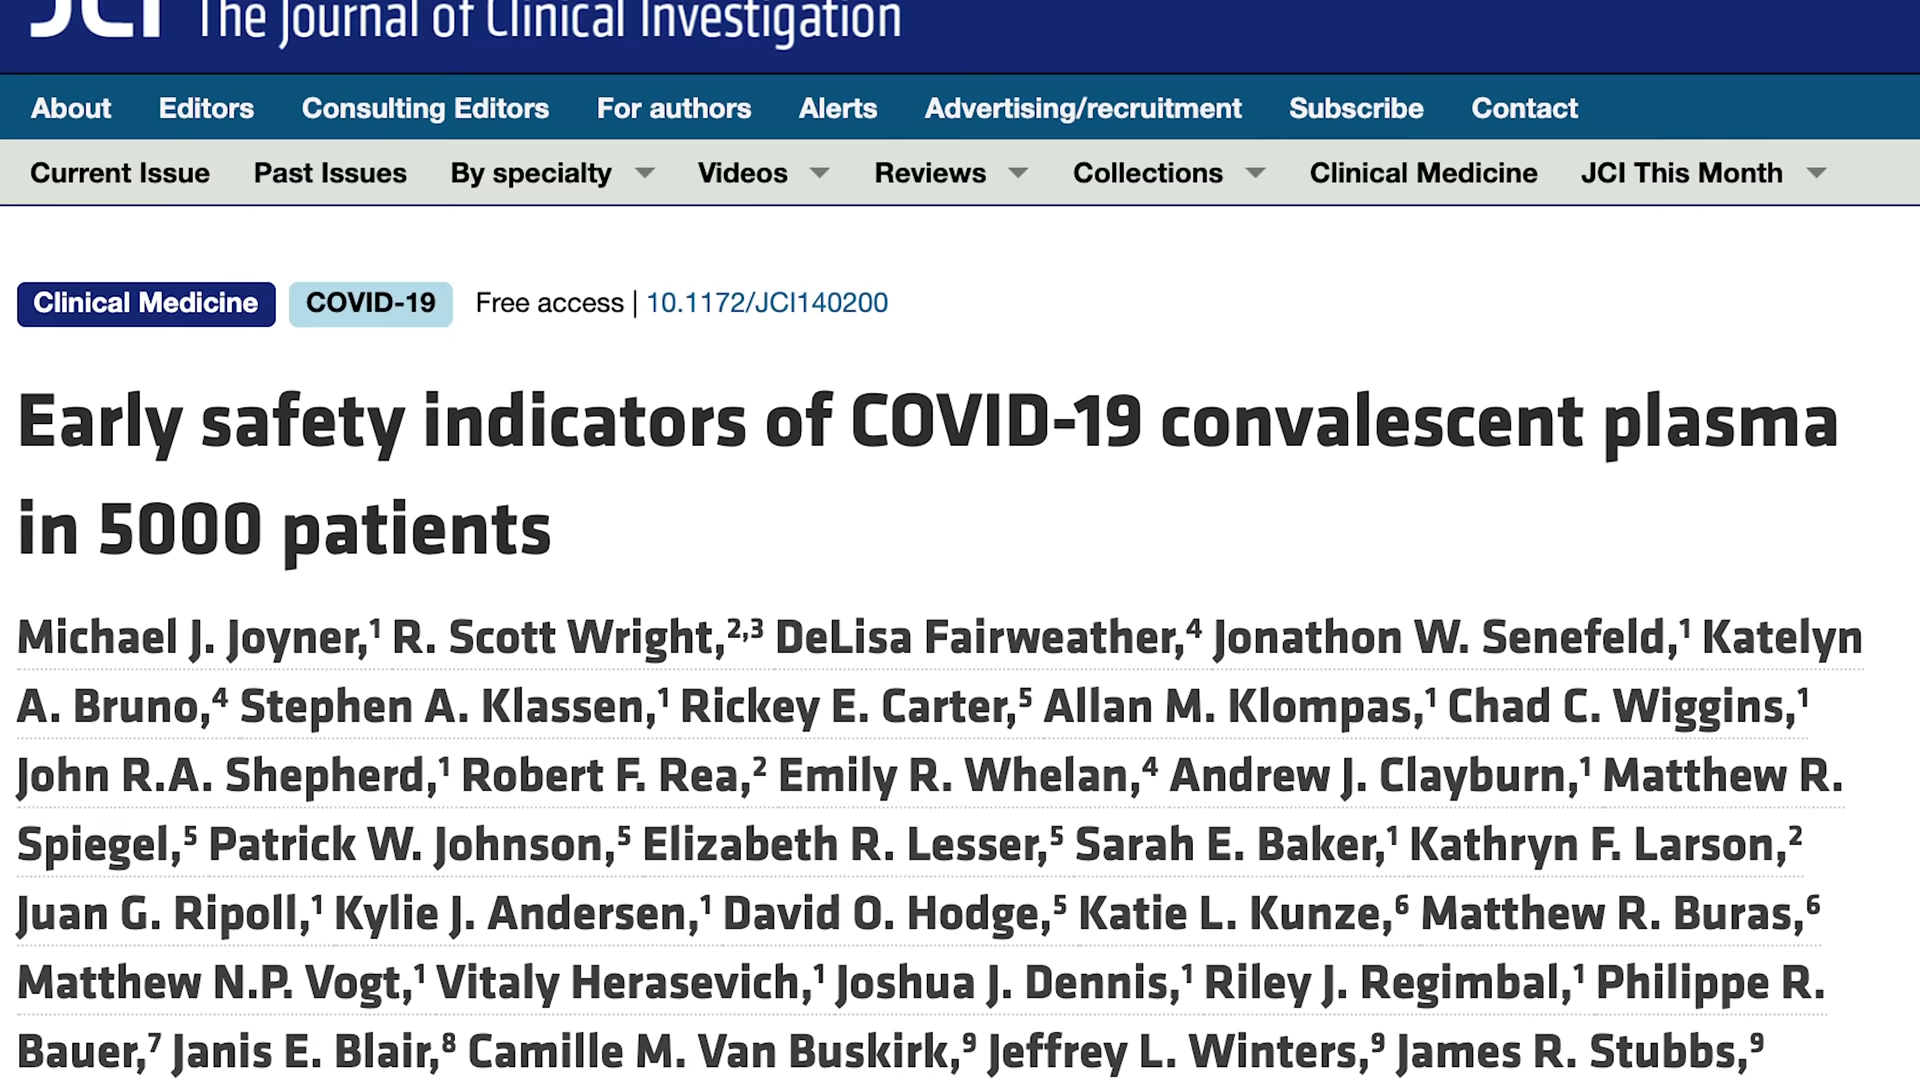 JCI The Journal of Clinical Investigation
About Editors Consulting Editors For authors Alerts Advertising/recruitment Subscribe Contact
Current Issue Past Issues By specialty Videos Reviews Collections Clinical Medicine JCI This Month
Clinical Medicine COVID-19 Free access | 10.1172/JCI140200
Early safety indicators of COVID-19 convalescent plasma
in 5000 patients
Michael J. Joyner,¹ R. Scott Wright,²,³ DeLisa Fairweather,⁴ Jonathon W. Senefeld,¹ Katelyn
A. Bruno,⁴ Stephen A. Klassen,¹ Rickey E. Carter,⁵ Allan M. Klompas,¹ Chad C. Wiggins,¹
John R.A. Shepherd,¹ Robert F. Rea,² Emily R. Whelan,⁴ Andrew J. Clayburn,¹ Matthew R.
Spiegel,⁵ Patrick W. Johnson,⁵ Elizabeth R. Lesser,⁵ Sarah E. Baker,¹ Kathryn F. Larson,²
Juan G. Ripoll,¹ Kylie J. Andersen,¹ David O. Hodge,⁵ Katie L. Kunze,⁶ Matthew R. Buras,⁶
Matthew N.P. Vogt,¹ Vitaly Herasevich,¹ Joshua J. Dennis,¹ Riley J. Regimbal,¹ Philippe R.
Bauer,⁷ Janis E. Blair,⁸ Camille M. Van Buskirk,⁹ Jeffrey L. Winters,⁹ James R. Stubbs,⁹